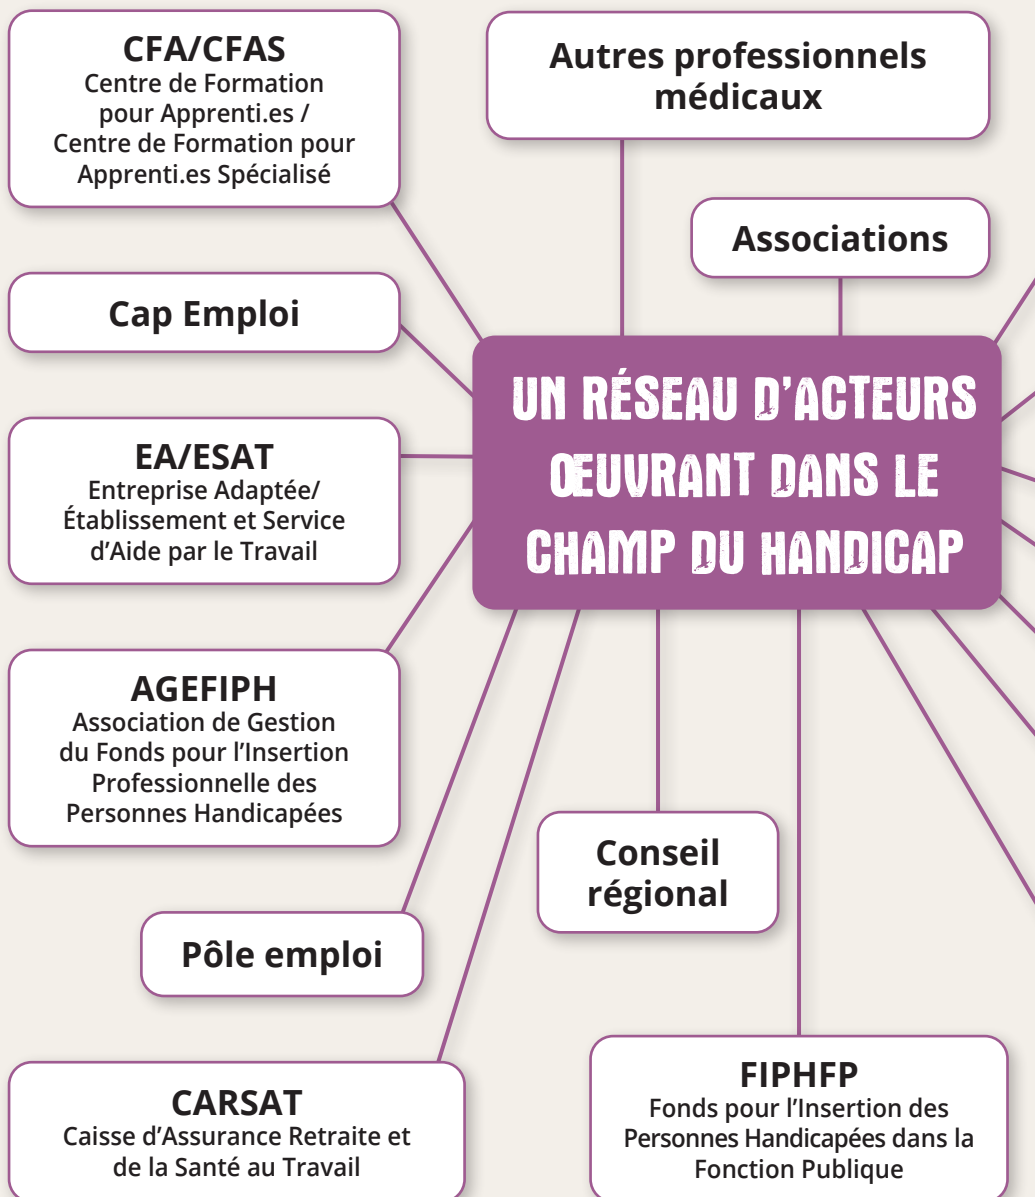 CFA/CFAS
Centre de Formation
pour Apprenti.es /
Centre de Formation pour
Apprenti.es Spécialisé
Autres professionnels
médicaux
Associations
Cap Emploi
UN RÉSEAU D'ACTEURS
ŒUVRANT DANS LE
CHAMP DU HANDICAP
EA/ESAT
Entreprise Adaptée/
Établissement et Service
d'Aide par le Travail
AGEFIPH
Association de Gestion
du Fonds pour l'Insertion
Professionnelle des
Personnes Handicapées
Conseil
régional
Pôle emploi
CARSAT
Caisse d'Assurance Retraite et
de la Santé au Travail
FIPHFP
Fonds pour l'Insertion des
Personnes Handicapées dans la
Fonction Publique